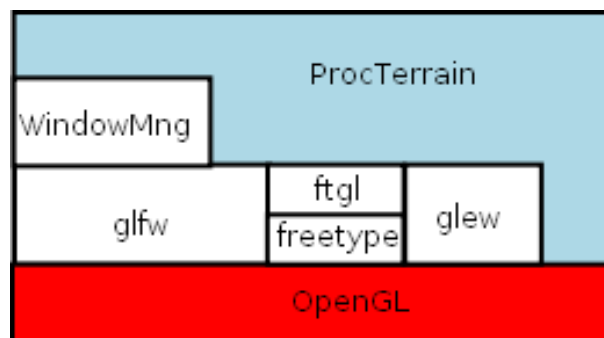 ProcTerrain
WindowMng
glfw
ftgl
freetype
glew
OpenGL